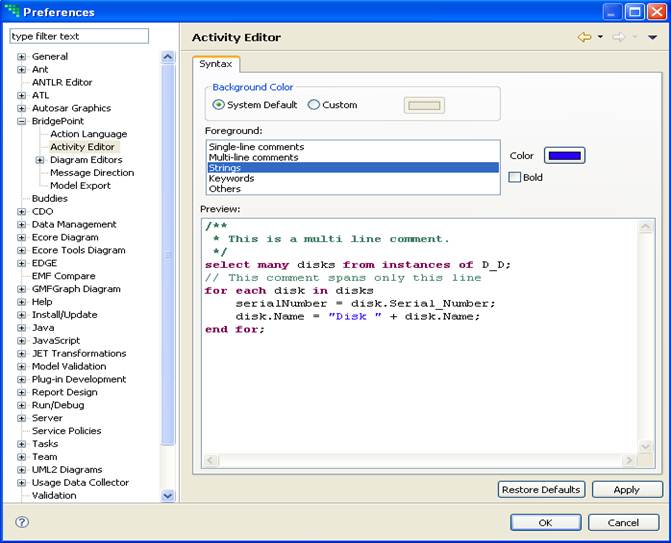 Preferences
type filter text
General
Ant
ANTLR Editor
ATL
Autosar Graphics
BridgePoint
Action Language
Activity Editor
Diagram Editors
Message Direction
Model Export
Buddies
CDO
Data Management
Ecore Diagram
Ecore Tools Diagram
EDGE
EMF Compare
GMFGraph Diagram
Help
Install/Update
Java
JavaScript
JET Transformations
Model Validation
Plug-in Development
Report Design
Run/Debug
Server
Service Policies
Tasks
Team
UML2 Diagrams
Usage Data Collector
Validation
Activity Editor
Syntax
Background Color
System Default Custom
Foreground:
Single-line comments
Multi-line comments
Strings
Keywords
Others
Color
Bold
Preview:
/**
 * This is a multi line comment.
 */
select many disks from instances of D_D;
// This comment spans only this line
for each disk in disks
    serialNumber = disk.Serial_Number;
    disk.Name = "Disk " + disk.Name;
end for;
Restore Defaults Apply
? OK Cancel